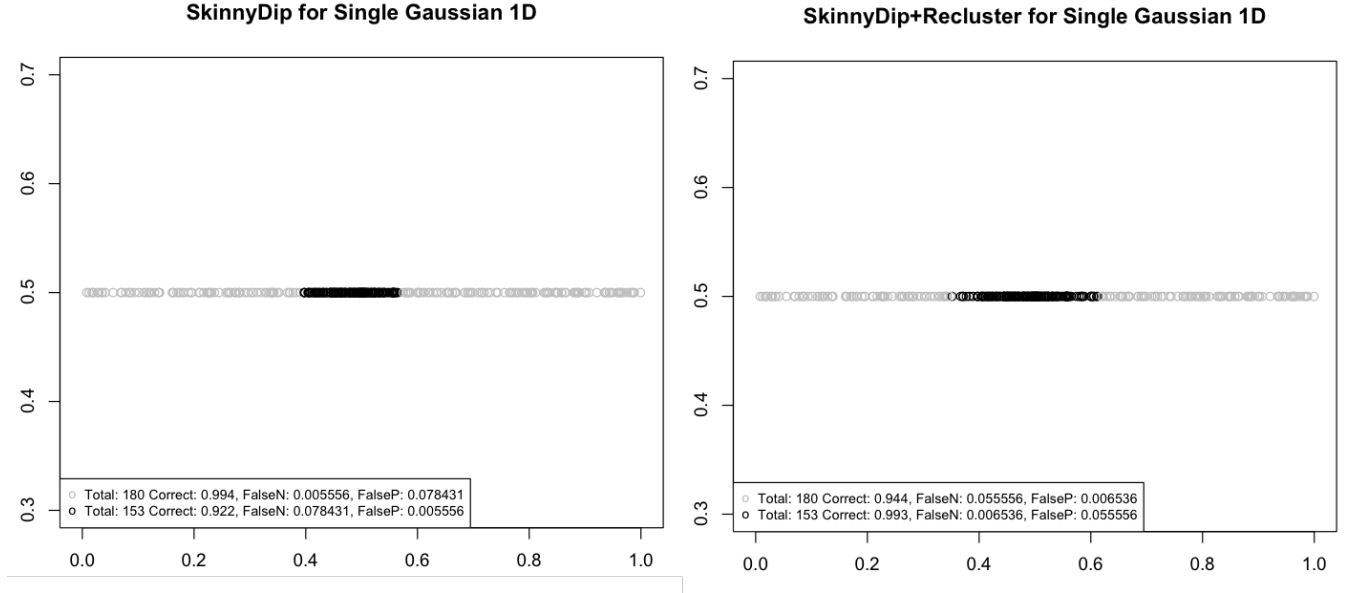 SkinnyDip for Single Gaussian 1D
0.7
0.6
0.5
0.4
0.3
Total: 180 Correct: 0.994, FalseN: 0.005556, FalseP: 0.078431
Total: 153 Correct: 0.922, FalseN: 0.078431, FalseP: 0.005556
0.0 0.2 0.4 0.6 0.8 1.0
SkinnyDip+Recluster for Single Gaussian 1D
0.7
0.6
0.5
0.4
0.3
Total: 180 Correct: 0.944, FalseN: 0.055556, FalseP: 0.006536
Total: 153 Correct: 0.993, FalseN: 0.006536, FalseP: 0.055556
0.0 0.2 0.4 0.6 0.8 1.0